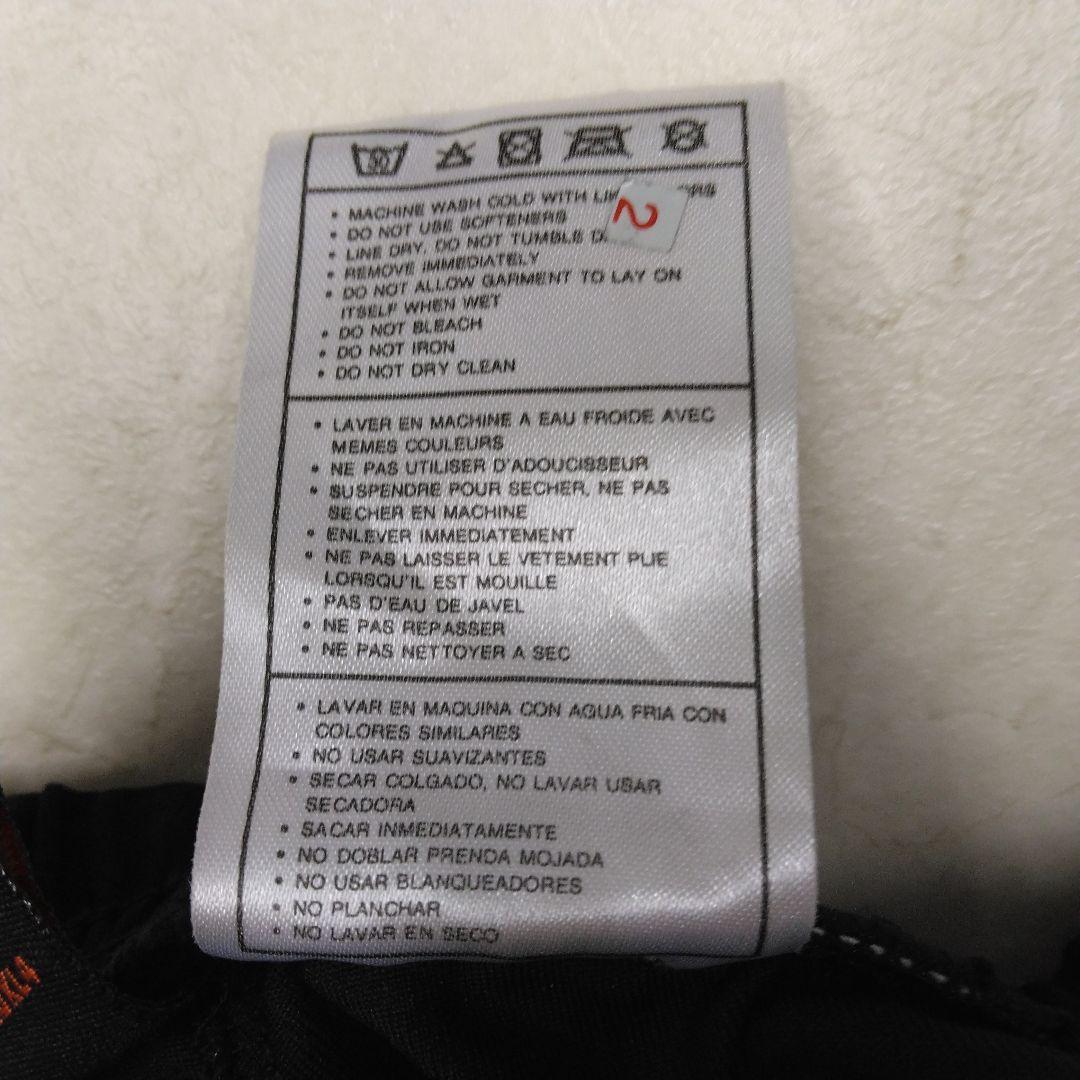 30
• MACHINE WASH COLD WITH
2
• DO NOT USE SOFTENERS
• LINE DRY, DO NOT TUMBLE
• REMOVE IMMEDIATELY
• DO NOT ALLOW GARMENT TO LAY ON
ITSELF WHEN WET
• DO NOT BLEACH
• DO NOT IRON
• DO NOT DRY CLEAN
• LAVER EN MACHINE A EAU FROIDE AVEC
MEMES COULEURS
• NE PAS UTILISER D'ADOUCISSEUR
• SUSPENDRE POUR SECHER, NE PAS
SECHER EN MACHINE
• ENLEVER IMMEDIATEMENT
• NE PAS LAISSER LE VETEMENT PLIE
LORSQU'IL EST MOUILLE
• PAS D'EAU DE JAVEL
• NE PAS REPASSER
• NE PAS NETTOYER A SEC
• LAVAR EN MAQUINA CON AGUA FRIA CON
COLORES SIMILARES
• NO USAR SUAVIZANTES
• SECAR COLGADO, NO LAVAR USAR
SECADORA
• SACAR INMEDIATAMENTE
• NO DOBLAR PRENDA MOJADA
• NO USAR BLANQUEADORES
• NO PLANCHAR
• NO LAVAR EN SECO